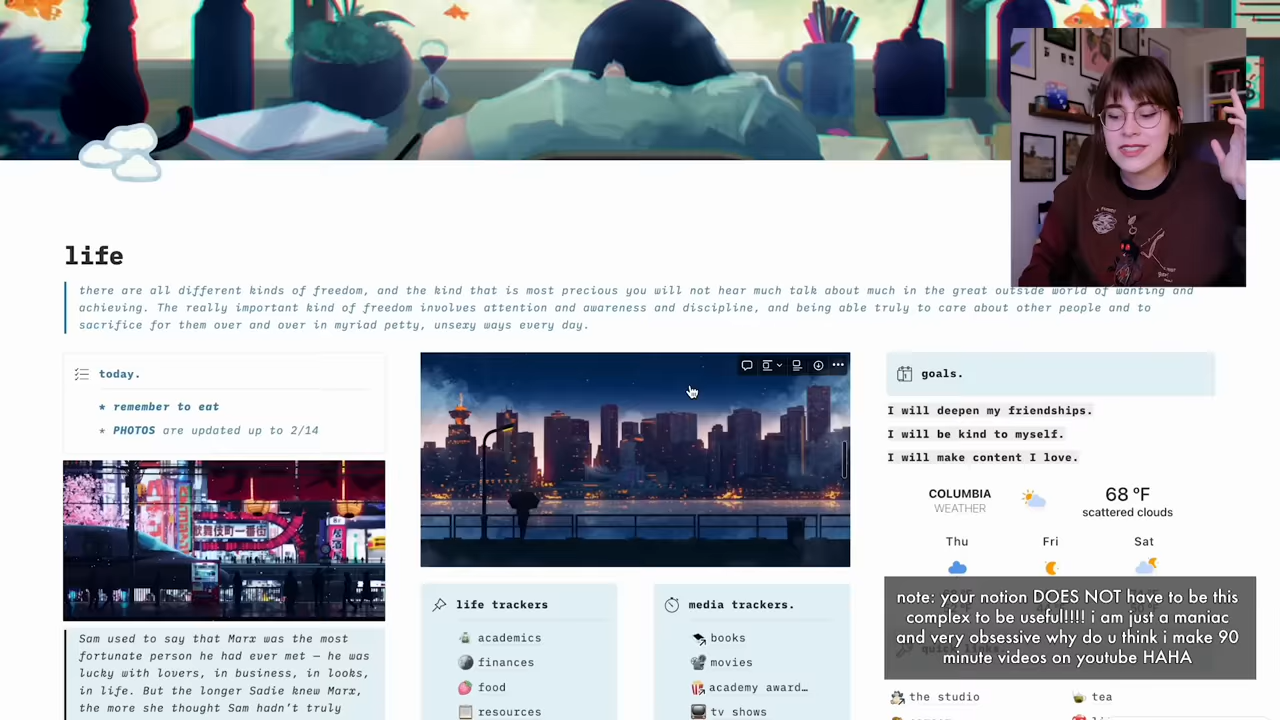 life
there are all different kinds of freedom, and the kind that is most precious you will not hear much talk about much in the great outside world of wanting and
achieving. The really important kind of freedom involves attention and awareness and discipline, and being able truly to care about other people and to
sacrifice for them over and over in myriad petty, unsexy ways every day.
today.
* remember to eat
* PHOTOS are updated up to 2/14
歌舞伎町一番街
Sam used to say that Marx was the most
fortunate person he had ever met — he was
lucky with lovers, in business, in looks,
in life. But the longer Sadie knew Marx,
the more she thought Sam hadn't truly
life trackers
academics
finances
food
resources
media trackers.
books
movies
academy award…
tv shows
goals.
I will deepen my friendships.
I will be kind to myself.
I will make content I love.
COLUMBIA
WEATHER
68 ºF
scattered clouds
Thu Fri Sat
note: your notion DOES NOT have to be this
complex to be useful!!!! i am just a maniac
and very obsessive why do u think i make 90
minute videos on youtube HAHA
the studio
tea